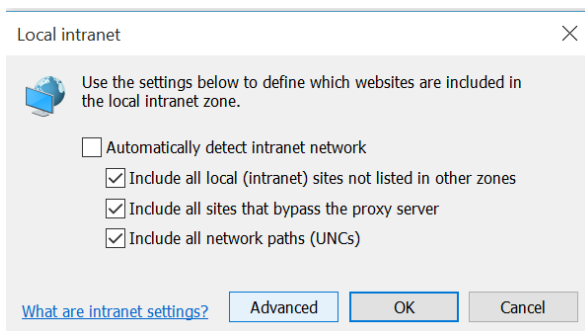 Local intranet
Use the settings below to define which websites are included in
the local intranet zone.
Automatically detect intranet network
Include all local (intranet) sites not listed in other zones
Include all sites that bypass the proxy server
Include all network paths (UNCs)
What are intranet settings? Advanced OK Cancel